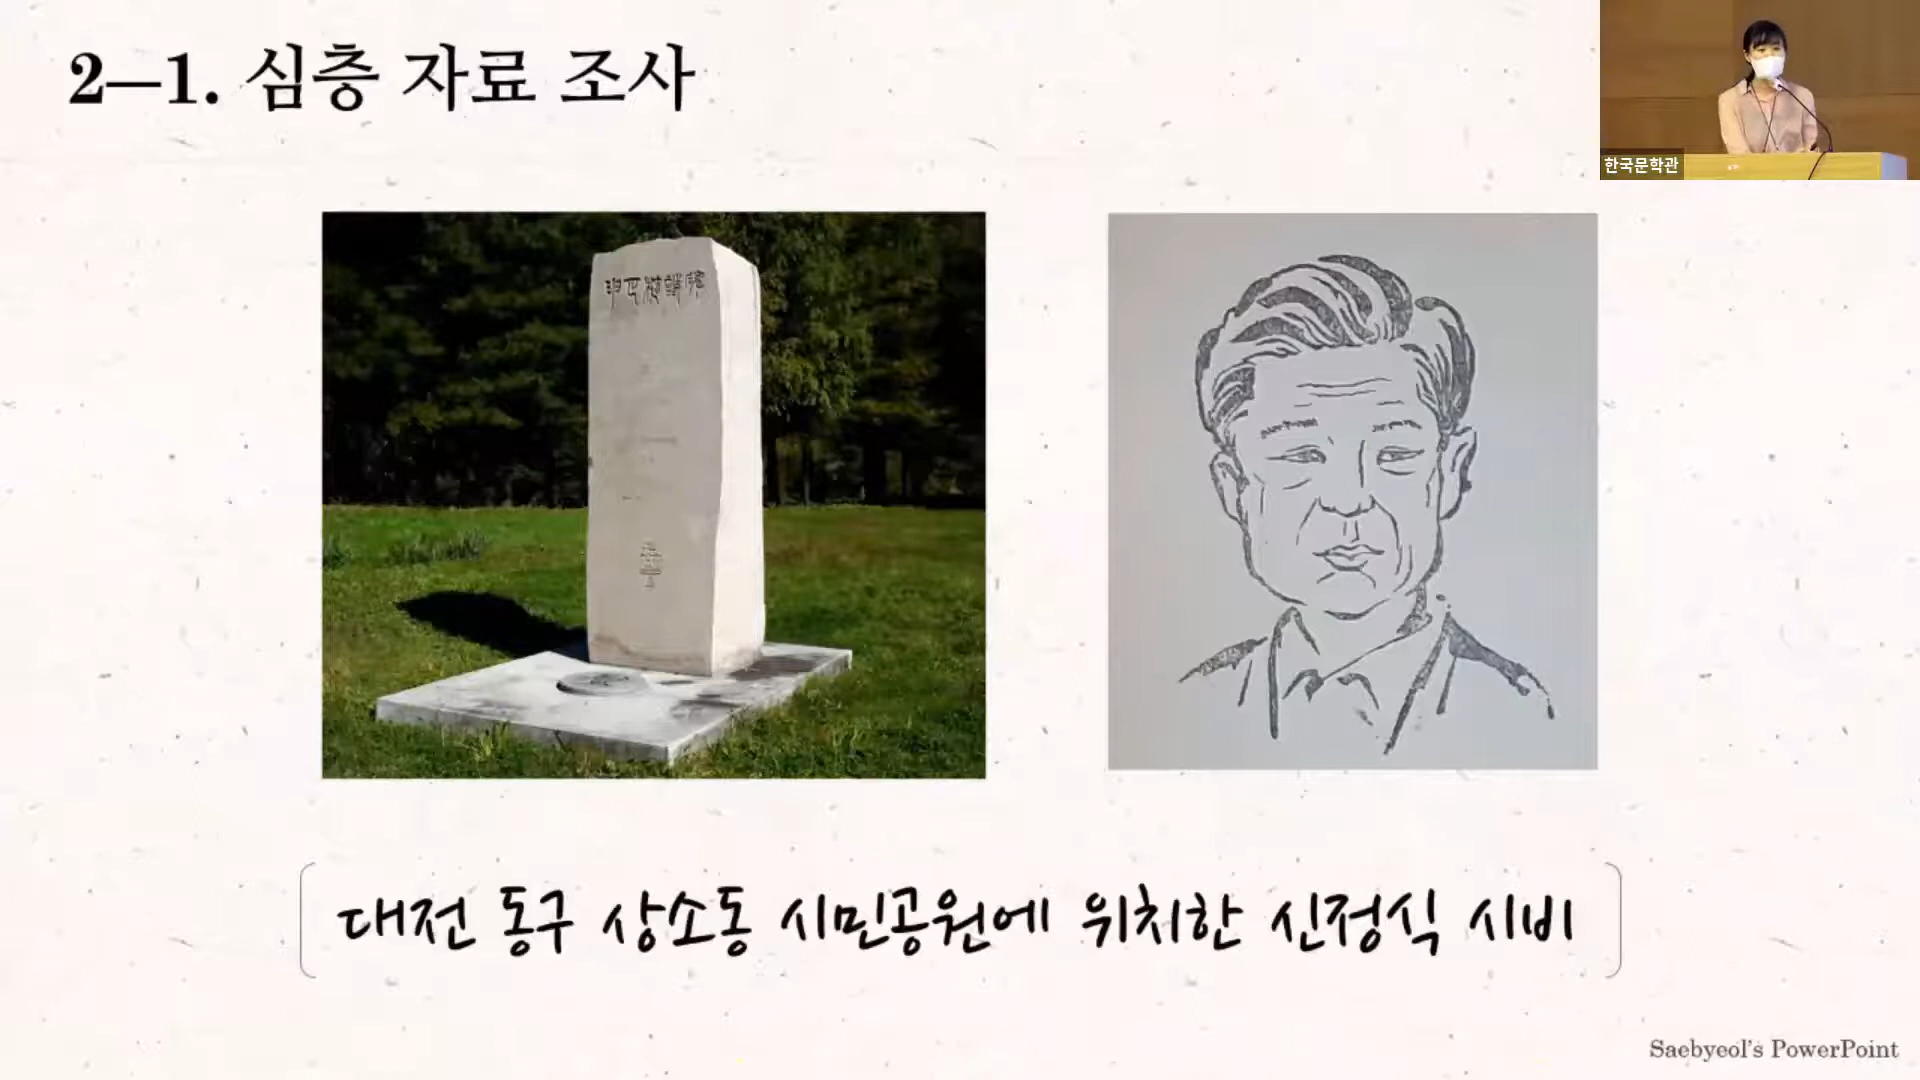 2—1. 심층 자료 조사
한국문학관
대전 동구 상소동 시민공원에 위치한 신정식 시비
Saebyeol's PowerPoint